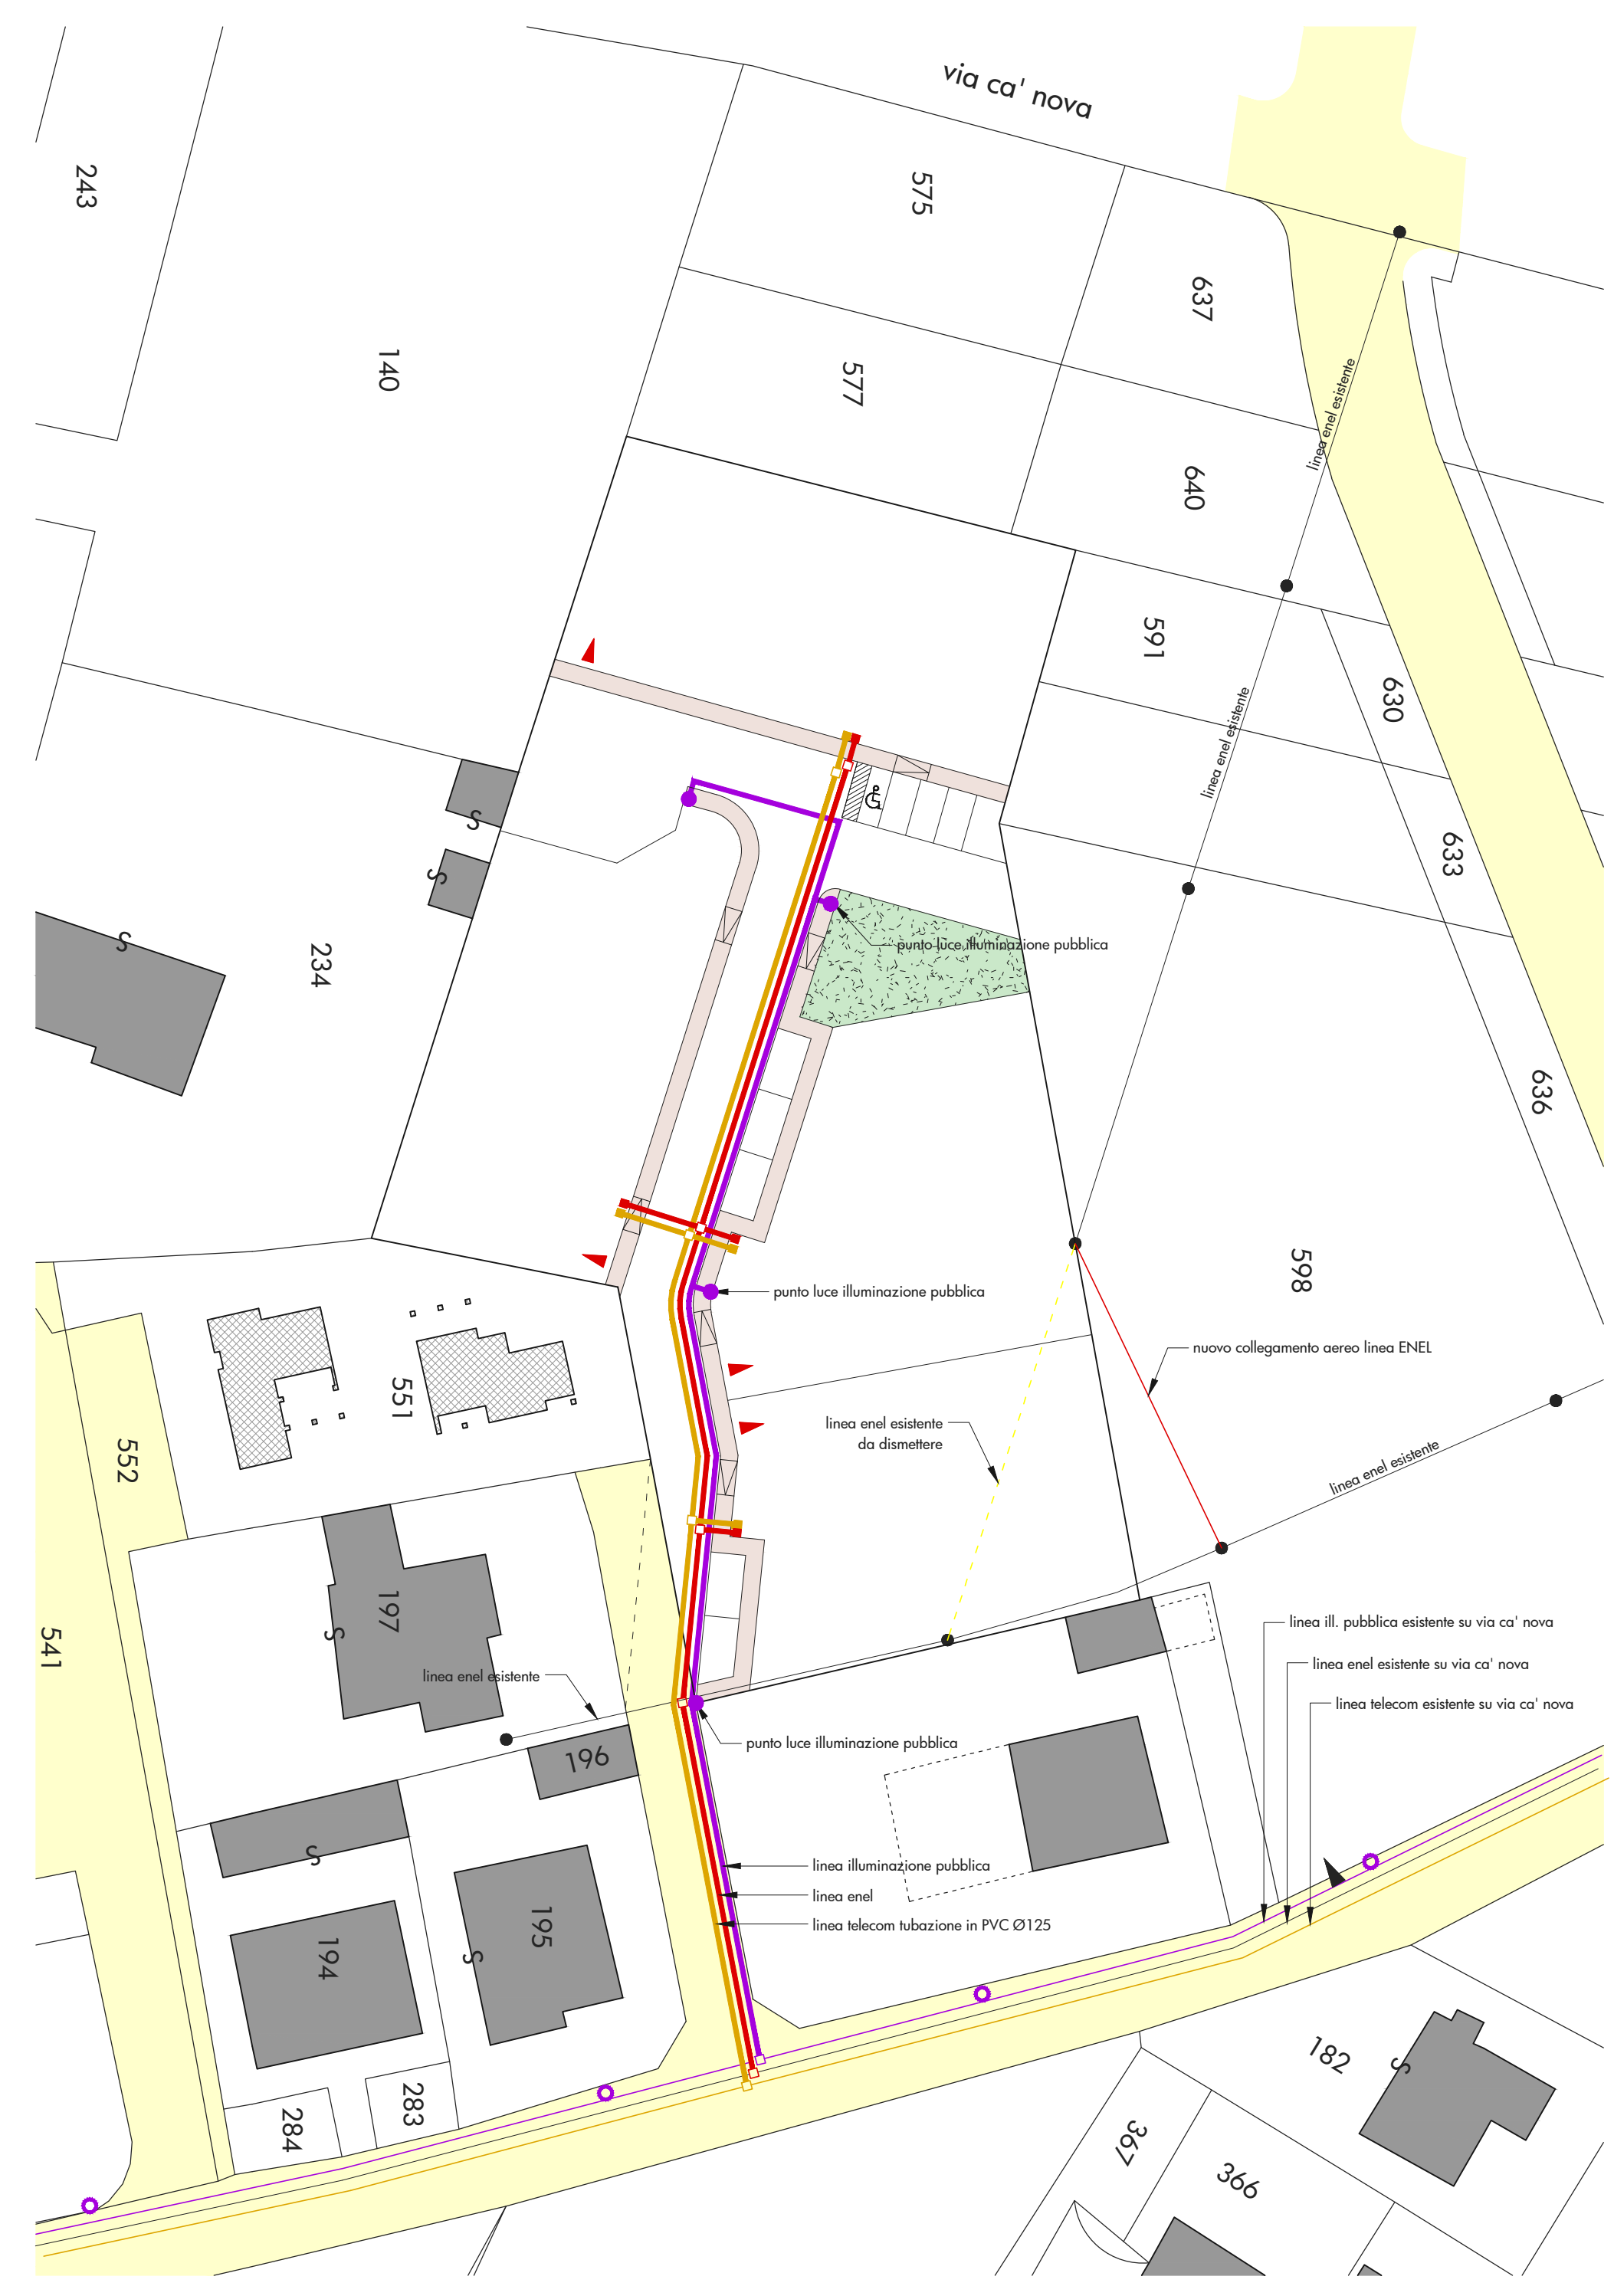 via ca' nova
243
575
637
140
577
linea enel esistente
640
591
630
linea enel esistente
633
S
S
S
234
punto luce illuminazione pubblica
636
598
punto luce illuminazione pubblica
nuovo collegamento aereo linea ENEL
551
552
linea enel esistente
da dismettere
linea enel esistente
197
S
541
linea ill. pubblica esistente su via ca' nova
linea enel esistente su via ca' nova
linea enel esistente
linea telecom esistente su via ca' nova
punto luce illuminazione pubblica
196
S
linea illuminazione pubblica
linea enel
linea telecom tubazione in PVC Ø125
195
194
S
182
S
283
284
367
366